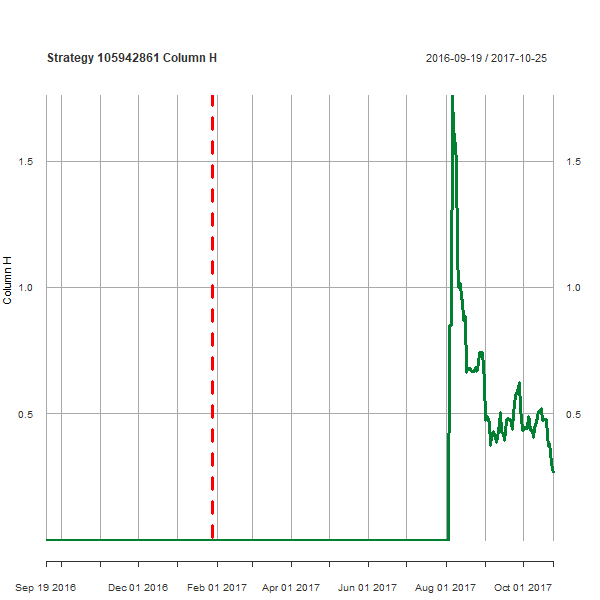 Strategy 105942861 Column H
2016-09-19 / 2017-10-25
1.5
1.5
1.0
1.0
0.5
0.5
Column H
Sep 19 2016
Dec 01 2016
Feb 01 2017
Apr 01 2017
Jun 01 2017
Aug 01 2017
Oct 01 2017